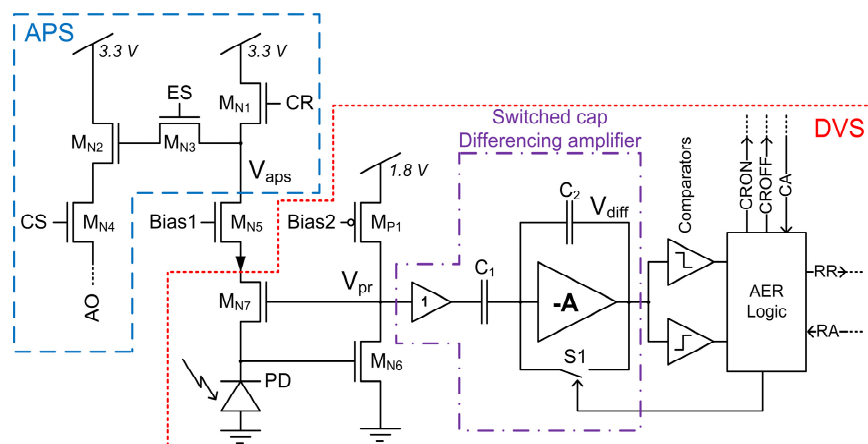 APS
3.3 V
3.3 V
ES
MN1
CR
MN2
MN3
Vaps
CS
MN4
Bias1
MN5
Bias2
MP1
1.8 V
AO
MN7
Vpr
MN6
PD
Switched cap
Differencing amplifier
DVS
C2
Vdiff
C1
1
-A
S1
Comparators
CRON
CROFF
CA
AER
Logic
RR
RA